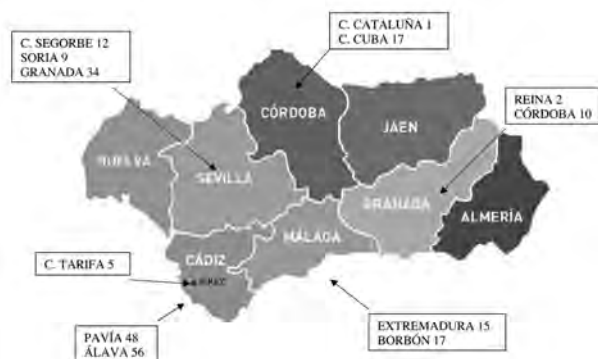 C. CATALUÑA 1
C. CUBA 17
C. SEGORBE 12
SORIA 9
GRANADA 34
REINA 2
CÓRDOBA 10
CÓRDOBA
JAEN
HUELVA
SEVILLA
GRANADA
ALMERÍA
MÁLAGA
CÁDIZ
C. TARIFA 5
PAVÍA 48
ÁLAVA 56
EXTREMADURA 15
BORBÓN 17